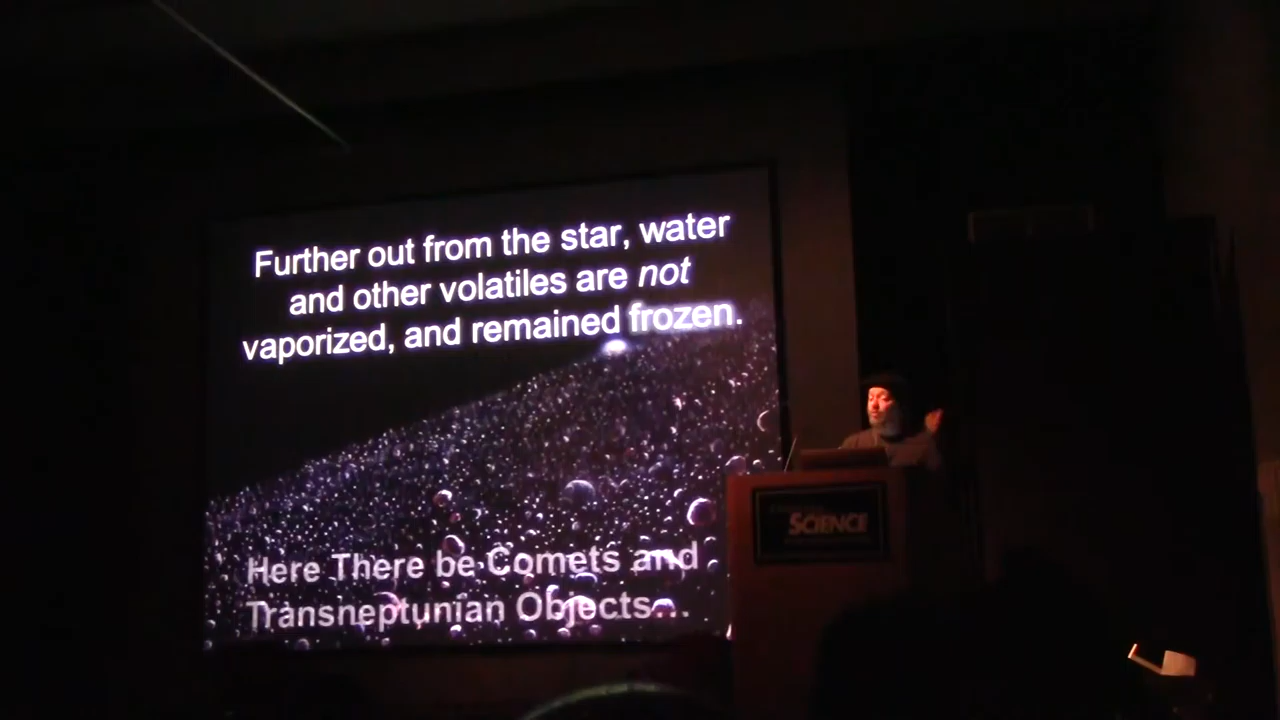 Further out from the star, water
and other volatiles are not
vaporized, and remained frozen.
Here There be Comets and
Transneptunian Objects...
SCIENCE